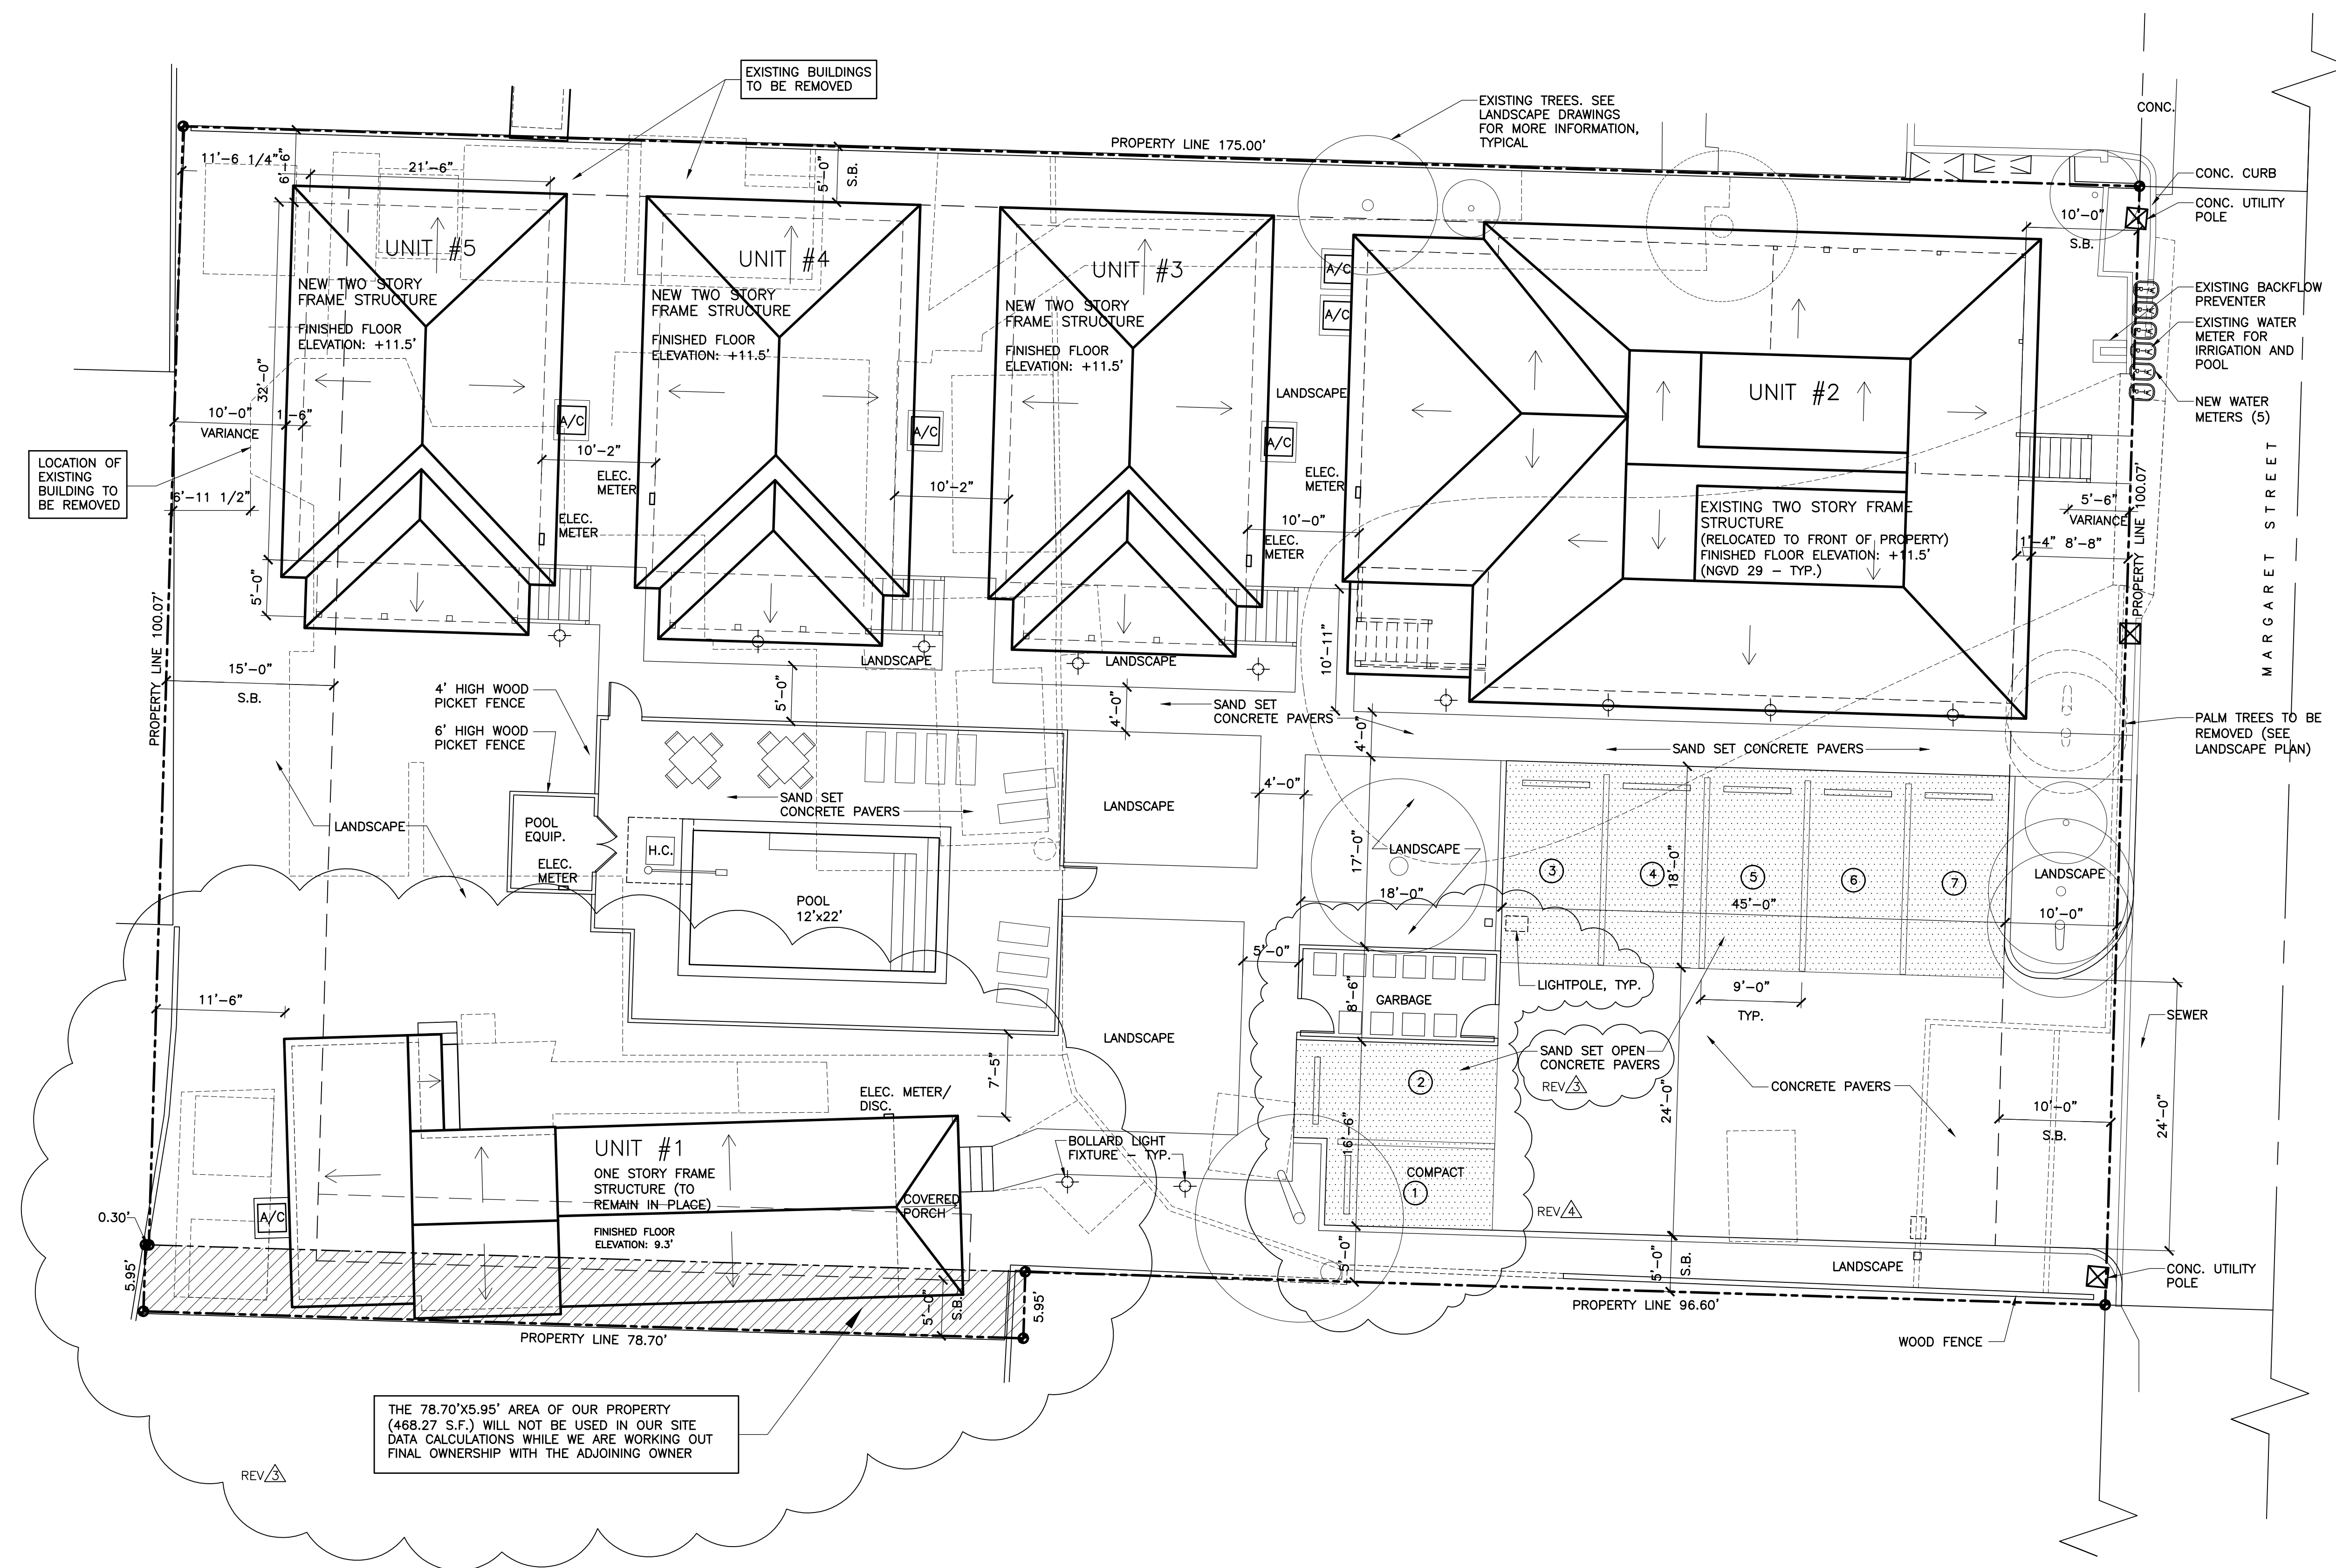 EXISTING BUILDINGS
TO BE REMOVED
EXISTING TREES. SEE
LANDSCAPE DRAWINGS
FOR MORE INFORMATION,
TYPICAL
CONC.
PROPERTY LINE 175.00'
11'-6 1/4"
6'-6"
21'-6"
5'-0"
S.B.
CONC. CURB
CONC. UTILITY
POLE
10'-0"
S.B.
UNIT #5
NEW TWO STORY
FRAME STRUCTURE
FINISHED FLOOR
ELEVATION: +11.5'
UNIT #4
NEW TWO STORY
FRAME STRUCTURE
FINISHED FLOOR
ELEVATION: +11.5'
UNIT #3
NEW TWO STORY
FRAME STRUCTURE
FINISHED FLOOR
ELEVATION: +11.5'
A/C
A/C
EXISTING BACKFLOW
PREVENTER
EXISTING WATER
METER FOR
IRRIGATION AND
POOL
NEW WATER
METERS (5)
32'-0"
10'-0"
VARIANCE
1'-6"
LANDSCAPE
UNIT #2
A/C
A/C
A/C
LOCATION OF
EXISTING
BUILDING TO
BE REMOVED
6'-11 1/2"
10'-2"
ELEC.
METER
10'-2"
ELEC.
METER
ELEC.
METER
10'-0"
ELEC.
METER
EXISTING TWO STORY FRAME
STRUCTURE
(RELOCATED TO FRONT OF PROPERTY)
FINISHED FLOOR ELEVATION: +11.5'
(NGVD 29 – TYP.)
5'-6"
VARIANCE
1'-4"
8'-8"
PROPERTY LINE 100.07'
MARGARET STREET
5'-0"
PROPERTY LINE 100.07'
15'-0"
S.B.
4' HIGH WOOD
PICKET FENCE
6' HIGH WOOD
PICKET FENCE
LANDSCAPE
LANDSCAPE
5'-0"
4'-0"
10'-11"
SAND SET
CONCRETE PAVERS
4'-0"
SAND SET CONCRETE PAVERS
PALM TREES TO BE
REMOVED (SEE
LANDSCAPE PLAN)
SAND SET
CONCRETE PAVERS
LANDSCAPE
4'-0"
LANDSCAPE
POOL
EQUIP.
ELEC.
METER
H.C.
POOL
12'x22'
17'-0"
LANDSCAPE
18'-0"
3
4
18'-0"
5
6
7
45'-0"
LANDSCAPE
10'-0"
5'-0"
LIGHTPOLE, TYP.
9'-0"
TYP.
11'-6"
8'-6"
GARBAGE
LANDSCAPE
SEWER
7'-5"
SAND SET OPEN
CONCRETE PAVERS
REV 3
2
CONCRETE PAVERS
24'-0"
10'-0"
S.B.
24'-0"
ELEC. METER/
DISC.
BOLLARD LIGHT
FIXTURE – TYP.
16'-6"
COMPACT
1
REV 4
UNIT #1
ONE STORY FRAME
STRUCTURE (TO
REMAIN IN PLACE)
FINISHED FLOOR
ELEVATION: 9.3'
COVERED
PORCH
A/C
0.30'
5.95'
5'-0"
S.B.
5.95'
5'-0"
5'-0"
S.B.
LANDSCAPE
CONC. UTILITY
POLE
PROPERTY LINE 96.60'
PROPERTY LINE 78.70'
WOOD FENCE
THE 78.70'X5.95' AREA OF OUR PROPERTY
(468.27 S.F.) WILL NOT BE USED IN OUR SITE
DATA CALCULATIONS WHILE WE ARE WORKING OUT
FINAL OWNERSHIP WITH THE ADJOINING OWNER
REV 3